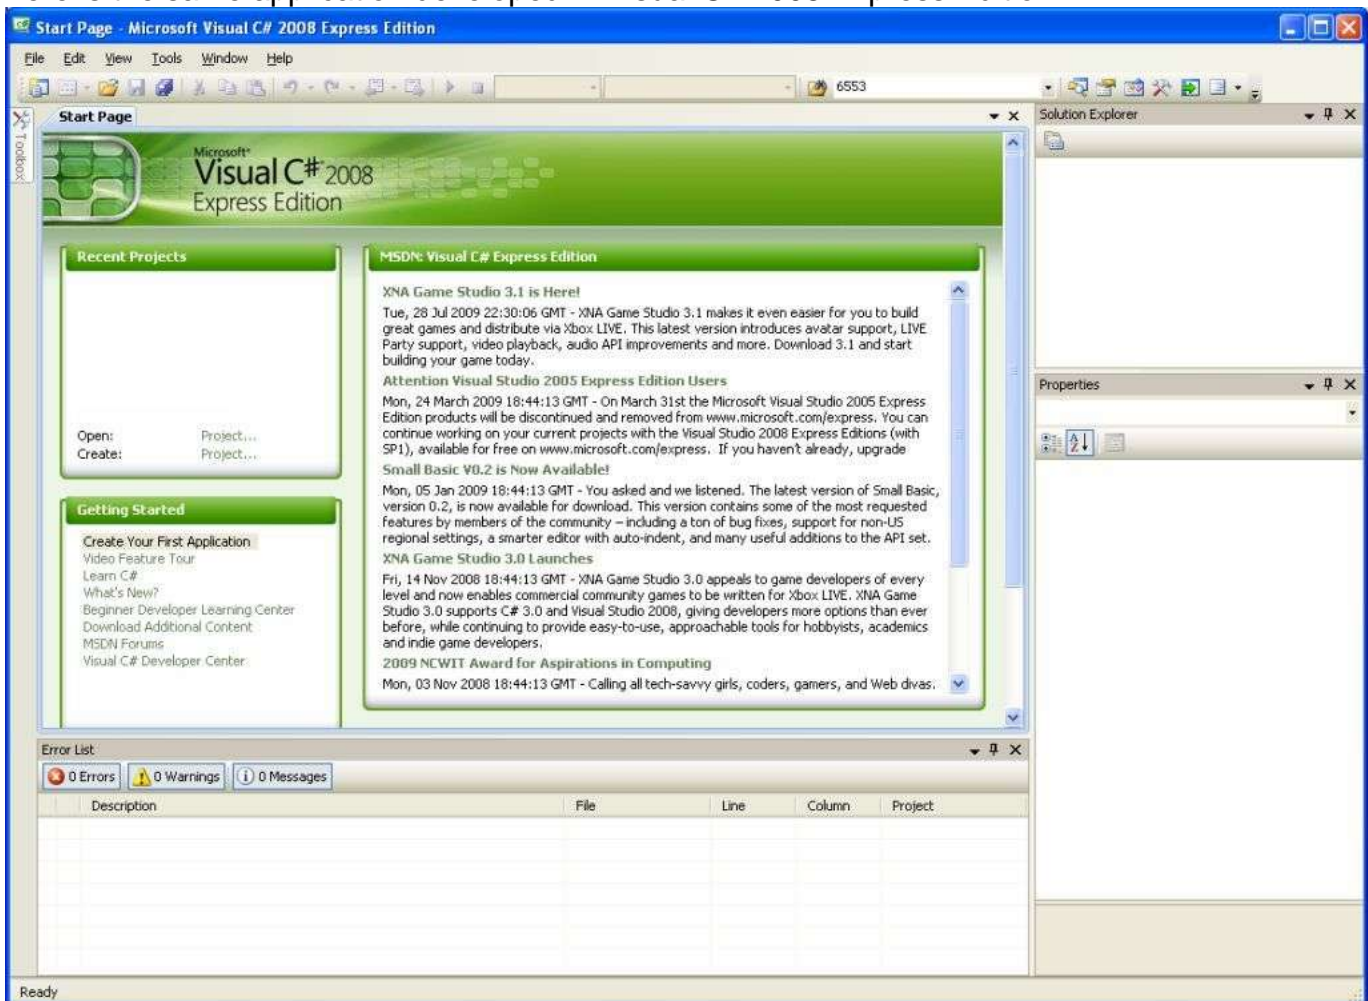 Start Page - Microsoft Visual C# 2008 Express Edition
File Edit View Tools Window Help
6553
Toolbox
Start Page
Solution Explorer
Microsoft
Visual C# 2008
Express Edition
Recent Projects
Open: Project...
Create: Project...
Getting Started
Create Your First Application
Video Feature Tour
Learn C#
What's New?
Beginner Developer Learning Center
Download Additional Content
MSDN Forums
Visual C# Developer Center
MSDN: Visual C# Express Edition
XNA Game Studio 3.1 is Here!
Tue, 28 Jul 2009 22:30:06 GMT - XNA Game Studio 3.1 makes it even easier for you to build
great games and distribute via Xbox LIVE. This latest version introduces avatar support, LIVE
Party support, video playback, audio API improvements and more. Download 3.1 and start
building your game today.
Attention Visual Studio 2005 Express Edition Users
Mon, 24 March 2009 18:44:13 GMT - On March 31st the Microsoft Visual Studio 2005 Express
Edition products will be discontinued and removed from www.microsoft.com/express. You can
continue working on your current projects with the Visual Studio 2008 Express Editions (with
SP1), available for free on www.microsoft.com/express. If you haven't already, upgrade
Small Basic V0.2 is Now Available!
Mon, 05 Jan 2009 18:44:13 GMT - You asked and we listened. The latest version of Small Basic,
version 0.2, is now available for download. This version contains some of the most requested
features by members of the community – including a ton of bug fixes, support for non-US
regional settings, a smarter editor with auto-indent, and many useful additions to the API set.
XNA Game Studio 3.0 Launches
Fri, 14 Nov 2008 18:44:13 GMT - XNA Game Studio 3.0 appeals to game developers of every
level and now enables commercial community games to be written for Xbox LIVE. XNA Game
Studio 3.0 supports C# 3.0 and Visual Studio 2008, giving developers more options than ever
before, while continuing to provide easy-to-use, approachable tools for hobbyists, academics
and indie game developers.
2009 NCWIT Award for Aspirations in Computing
Mon, 03 Nov 2008 18:44:13 GMT - Calling all tech-savvy girls, coders, gamers, and Web divas.
Properties
Error List
0 Errors 0 Warnings 0 Messages
Description File Line Column Project
Ready